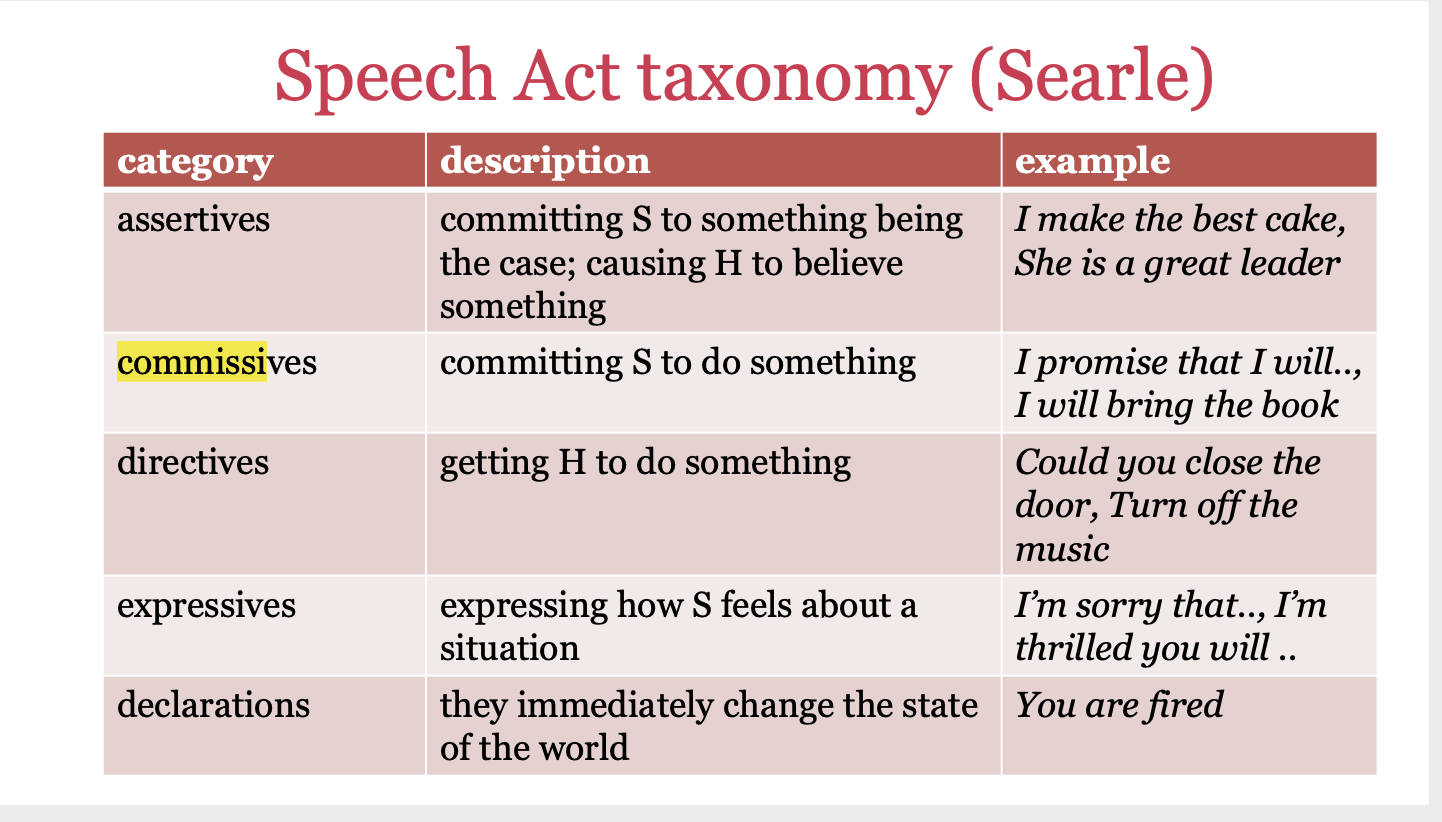 Speech Act taxonomy (Searle)
category description example
assertives committing S to something being I make the best cake,
the case; causing H to believe She is a great leader
something
commissives committing S to do something I promise that I will..,
I will bring the book
directives getting H to do something Could you close the
door, Turn off the
music
expressives expressing how S feels about a I’m sorry that.., I’m
situation thrilled you will ..
declarations they immediately change the state You are fired
of the world